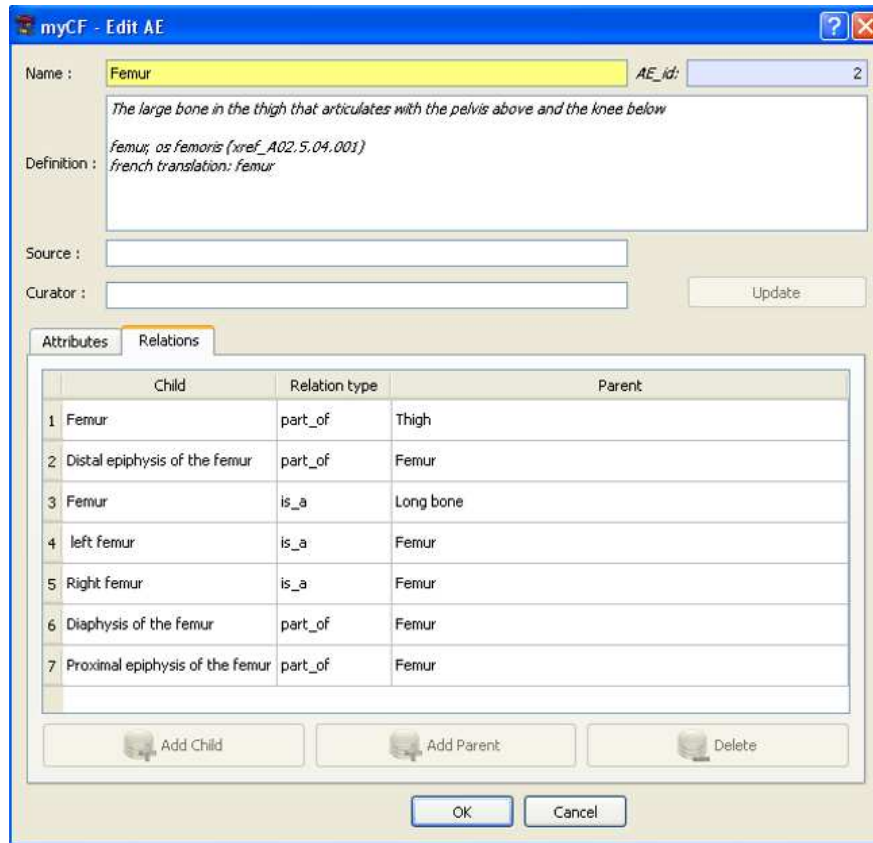 myCF - Edit AE
Name : Femur AE_id: 2
The large bone in the thigh that articulates with the pelvis above and the knee below
femur, os femoris (xref_A02.5.04.001)
Definition : french translation: femur
Source :
Curator : Update
Attributes Relations
Child Relation type Parent
1 Femur part_of Thigh
2 Distal epiphysis of the femur part_of Femur
3 Femur is_a Long bone
4 left femur is_a Femur
5 Right femur is_a Femur
6 Diaphysis of the femur part_of Femur
7 Proximal epiphysis of the femur part_of Femur
Add Child Add Parent Delete
OK Cancel